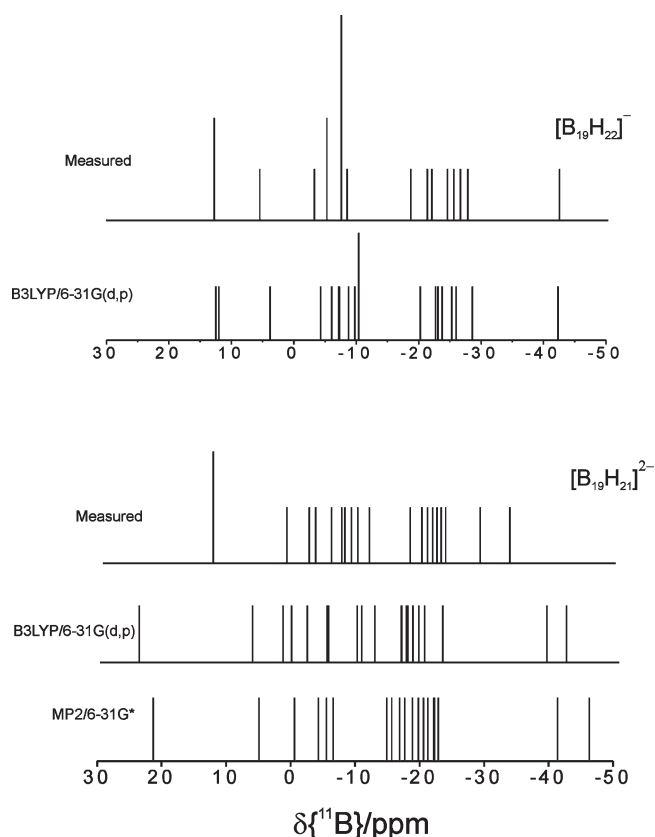 [B₁₉H₂₂]⁻
Measured
B3LYP/6-31G(d,p)
30 20 10 0 -10 -20 -30 -40 -50
[B₁₉H₂₁]²⁻
Measured
B3LYP/6-31G(d,p)
MP2/6-31G*
30 20 10 0 -10 -20 -30 -40 -50
δ{¹¹B}/ppm